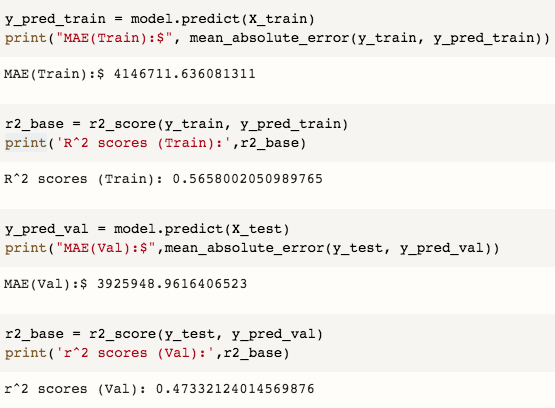 y_pred_train = model.predict(X_train)
print("MAE(Train):$", mean_absolute_error(y_train, y_pred_train))
MAE(Train):$ 4146711.636081311
r2_base = r2_score(y_train, y_pred_train)
print('R^2 scores (Train):',r2_base)
R^2 scores (Train): 0.5658002050989765
y_pred_val = model.predict(X_test)
print("MAE(Val):$",mean_absolute_error(y_test, y_pred_val))
MAE(Val):$ 3925948.9616406523
r2_base = r2_score(y_test, y_pred_val)
print('r^2 scores (Val):',r2_base)
r^2 scores (Val): 0.47332124014569876